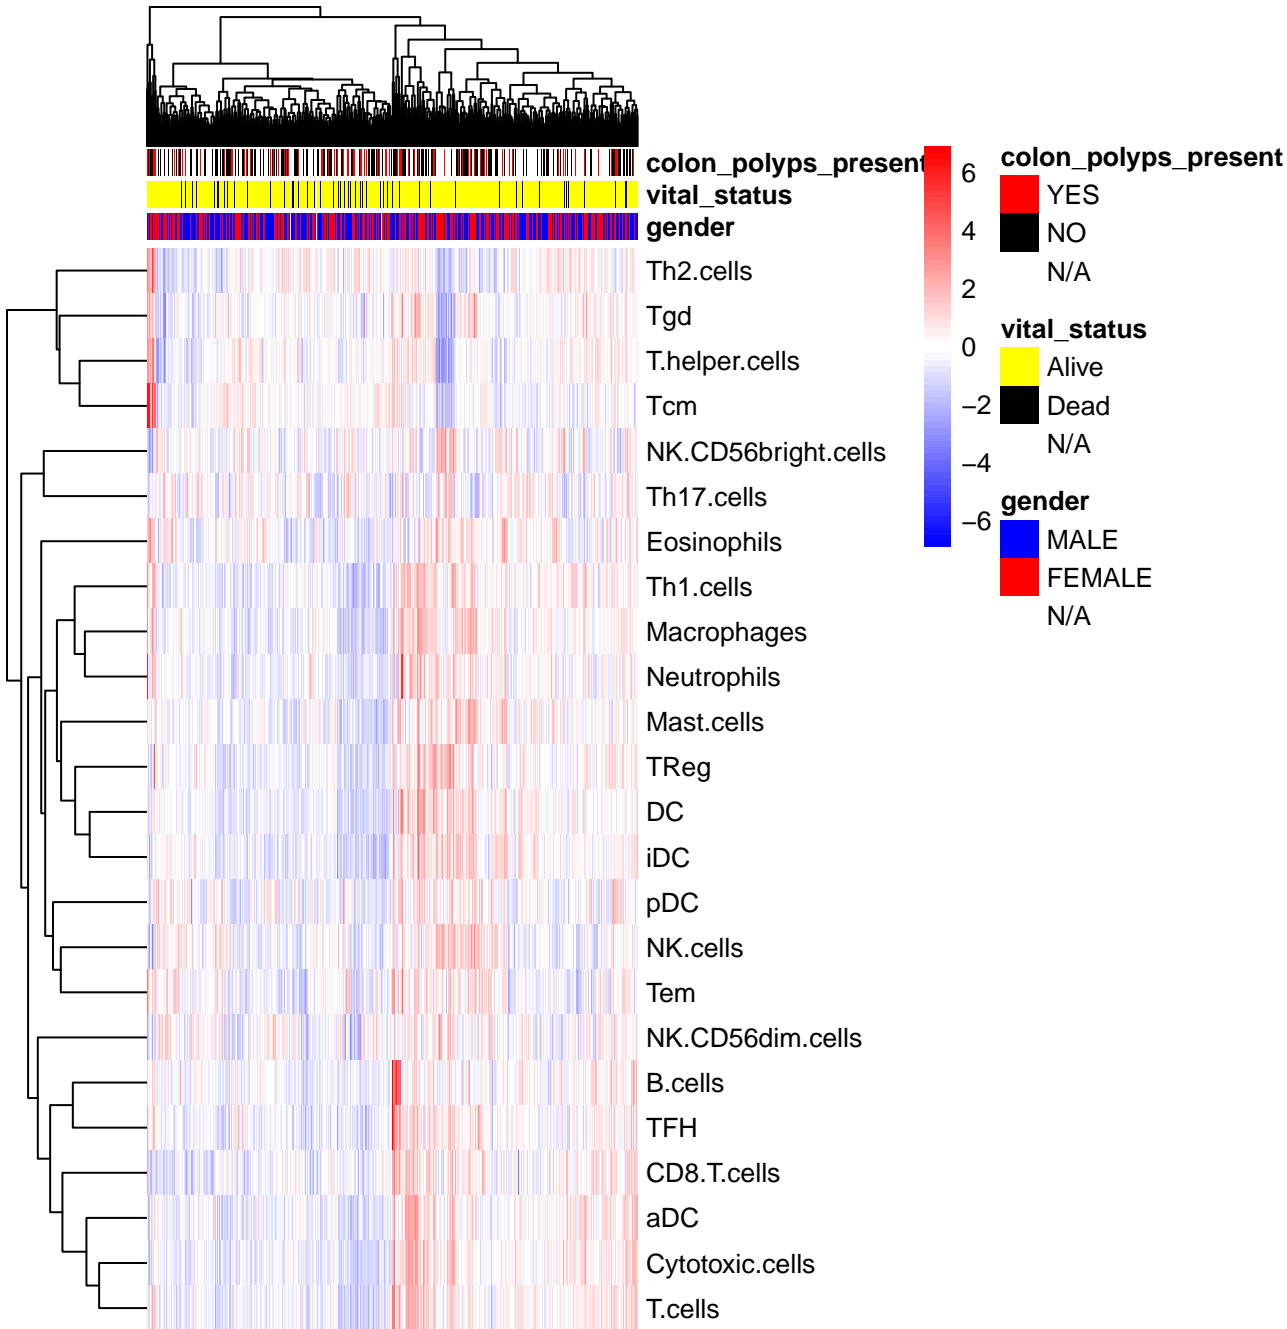 colon_polyps_present
vital_status
gender
Th2.cells
Tgd
T.helper.cells
Tcm
NK.CD56bright.cells
Th17.cells
Eosinophils
Th1.cells
Macrophages
Neutrophils
Mast.cells
TReg
DC
iDC
pDC
NK.cells
Tem
NK.CD56dim.cells
B.cells
TFH
CD8.T.cells
aDC
Cytotoxic.cells
T.cells
6
4
2
0
−2
−4
−6
colon_polyps_present
YES
NO
N/A
vital_status
Alive
Dead
N/A
gender
MALE
FEMALE
N/A